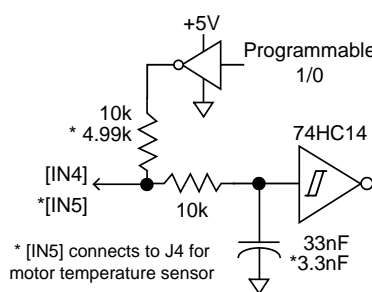 +5V
Programmable
1/0
10k
* 4.99k
74HC14
[IN4]
*[IN5]
10k
33nF
*3.3nF
* [IN5] connects to J4 for
motor temperature sensor